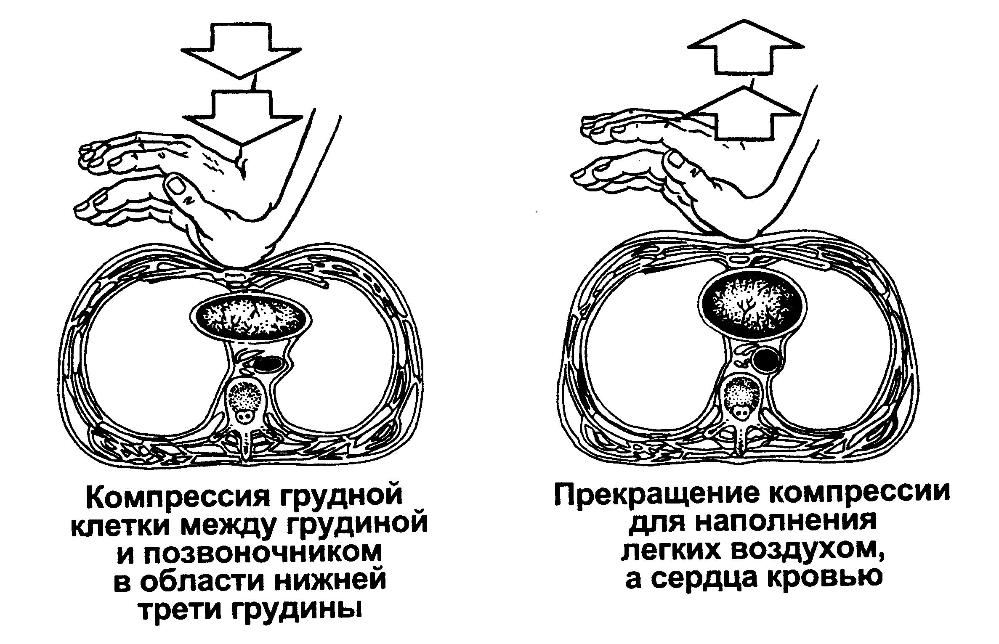 Компрессия грудной
клетки между грудиной
и позвоночником
в области нижней
трети грудины
Прекращение компрессии
для наполнения
легких воздухом,
а сердца кровью